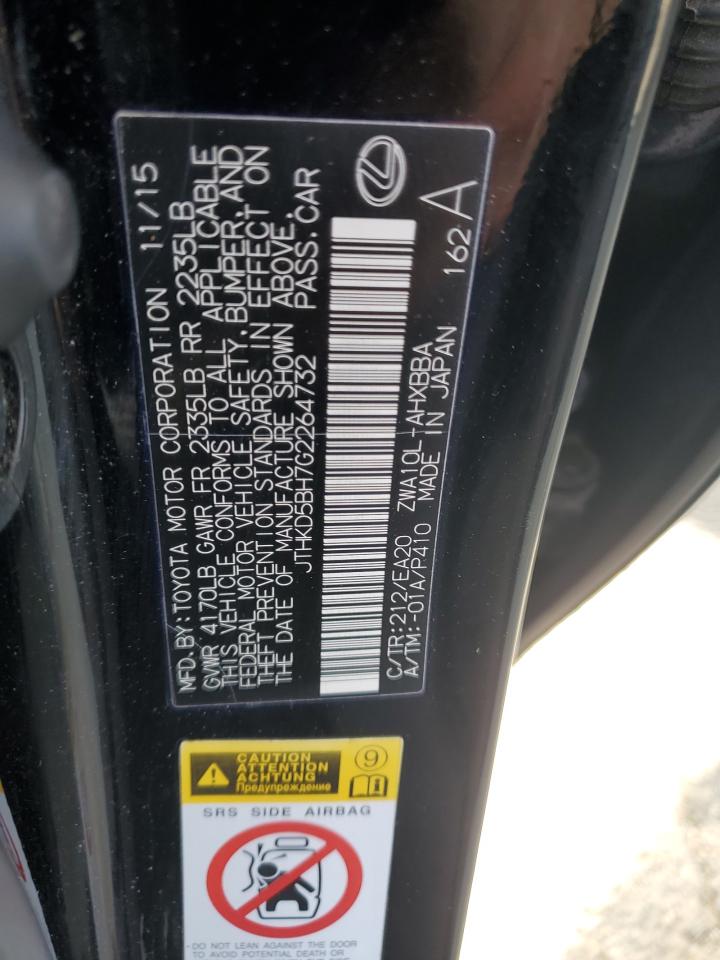 MFD.BY:TOYOTA MOTOR CORPORATION 11/15
GVWR 4170LB GAWR FR 2335LB RR 2235LB
THIS VEHICLE CONFORMS TO ALL APPLICABLE
FEDERAL MOTOR VEHICLE SAFETY,BUMPER,AND
THEFT PREVENTION STANDARDS IN EFFECT ON
THE DATE OF MANUFACTURE SHOWN ABOVE.
JTHKD5BH7G2264732 PASS.CAR
C/TR:212/EA20 ZWA10L-AHXBBA
A/TM:-01A/P410 MADE IN JAPAN
162A
CAUTION
ATTENTION
ACHTUNG
Предупреждение
9
SRS SIDE AIRBAG
-DO NOT LEAN AGAINST THE DOOR
TO AVOID POTENTIAL DEATH OR